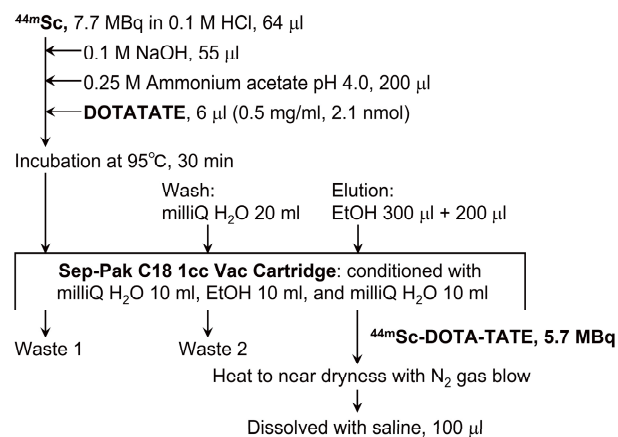 ⁴⁴ᵐSc, 7.7 MBq in 0.1 M HCl, 64 μl
0.1 M NaOH, 55 μl
0.25 M Ammonium acetate pH 4.0, 200 μl
DOTATATE, 6 μl (0.5 mg/ml, 2.1 nmol)
Incubation at 95℃, 30 min
Wash:
milliQ H₂O 20 ml
Elution:
EtOH 300 μl + 200 μl
Sep-Pak C18 1cc Vac Cartridge: conditioned with
milliQ H₂O 10 ml, EtOH 10 ml, and milliQ H₂O 10 ml
Waste 1
Waste 2
⁴⁴ᵐSc-DOTA-TATE, 5.7 MBq
Heat to near dryness with N₂ gas blow
Dissolved with saline, 100 μl